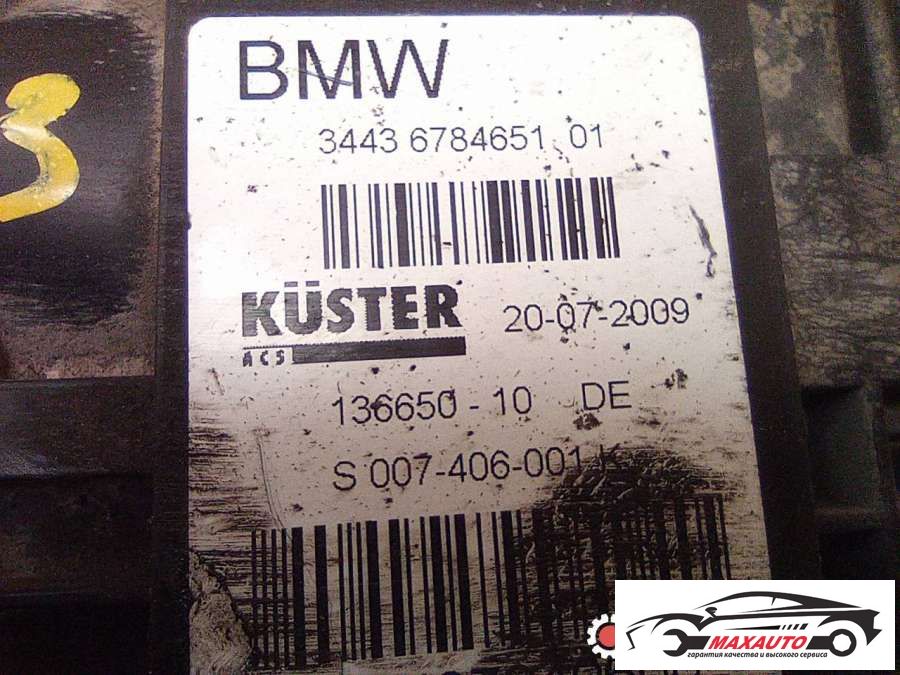 BMW
3443 6784651 01
KÜSTER
ACS
20-07-2009
136650 - 10 DE
S 007-406-001 K
3
MAXAUTO
гарантия качества и высокого сервиса